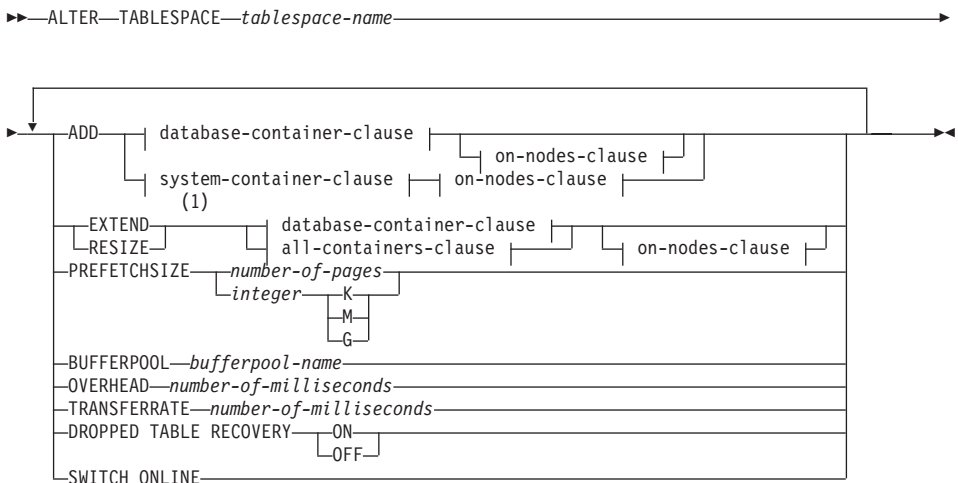 ALTER TABLESPACE tablespace-name
ADD database-container-clause
on-nodes-clause
system-container-clause on-nodes-clause
(1)
EXTEND database-container-clause
RESIZE all-containers-clause on-nodes-clause
PREFETCHSIZE number-of-pages
integer K
M
G
BUFFERPOOL bufferpool-name
OVERHEAD number-of-milliseconds
TRANSFERRATE number-of-milliseconds
DROPPED TABLE RECOVERY ON
OFF
SWITCH ONLINE